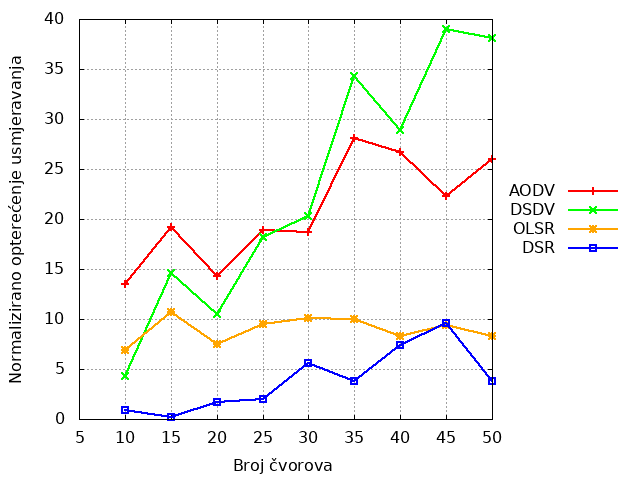 40
35
30
25
20
15
10
5
0
5 10 15 20 25 30 35 40 45 50
Normalizirano opterećenje usmjeravanja
Broj čvorova
AODV
DSDV
OLSR
DSR